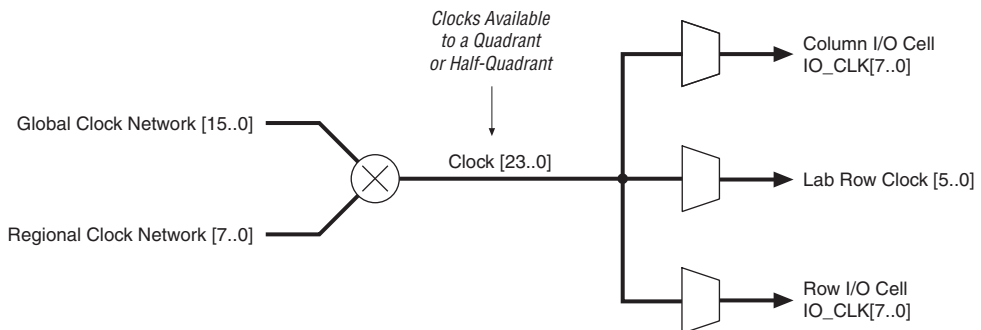 Clocks Available
to a Quadrant
or Half-Quadrant
Column I/O Cell
IO_CLK[7..0]
Global Clock Network [15..0]
Clock [23..0]
Lab Row Clock [5..0]
Regional Clock Network [7..0]
Row I/O Cell
IO_CLK[7..0]